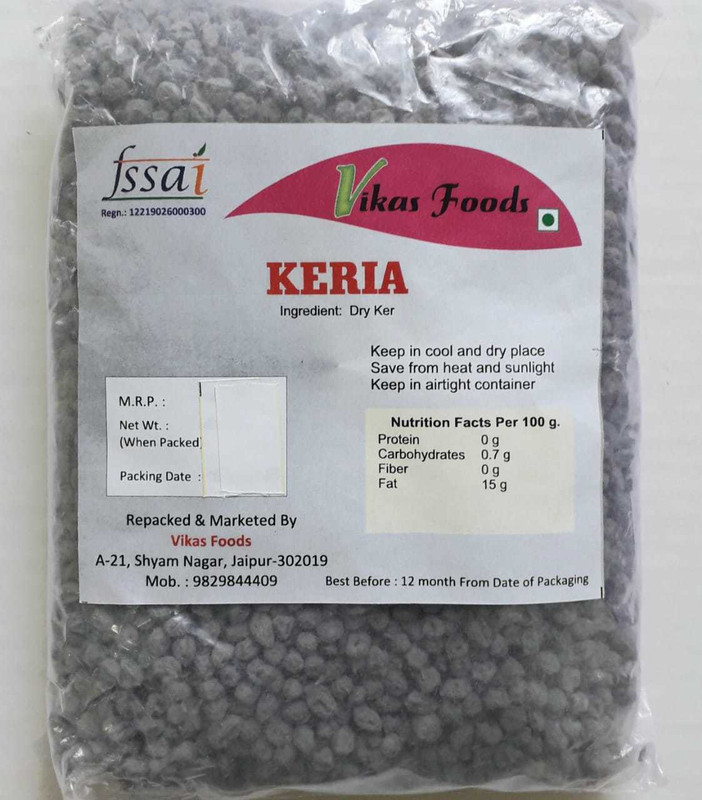 fssai
Regn.: 12219026000300
Vikas Foods
KERIA
Ingredient: Dry Ker
Keep in cool and dry place
Save from heat and sunlight
Keep in airtight container
M.R.P. :
Net Wt. :
(When Packed)
Packing Date :
Nutrition Facts Per 100 g.
Protein 0 g
Carbohydrates 0.7 g
Fiber 0 g
Fat 15 g
Repacked & Marketed By
Vikas Foods
A-21, Shyam Nagar, Jaipur-302019
Mob. : 9829844409
Best Before : 12 month From Date of Packaging